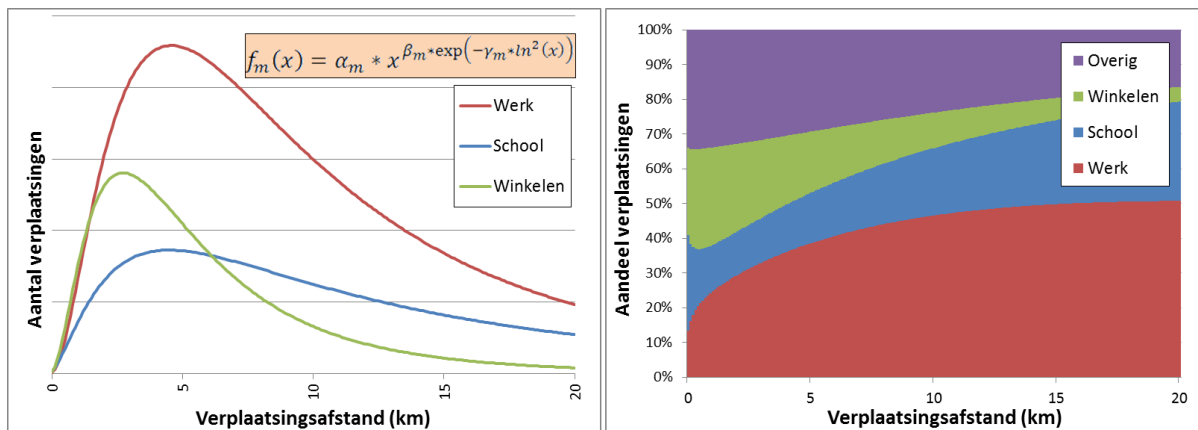 Aantal verplaatsingen
f_m(x) = α_m * x^{β_m*exp(-γ_m*ln²(x))}
Werk
School
Winkelen
0
5
10
15
20
Verplaatsingsafstand (km)
Aandeel verplaatsingen
100%
90%
80%
70%
60%
50%
40%
30%
20%
10%
0%
Overig
Winkelen
School
Werk
0
5
10
15
20
Verplaatsingsafstand (km)